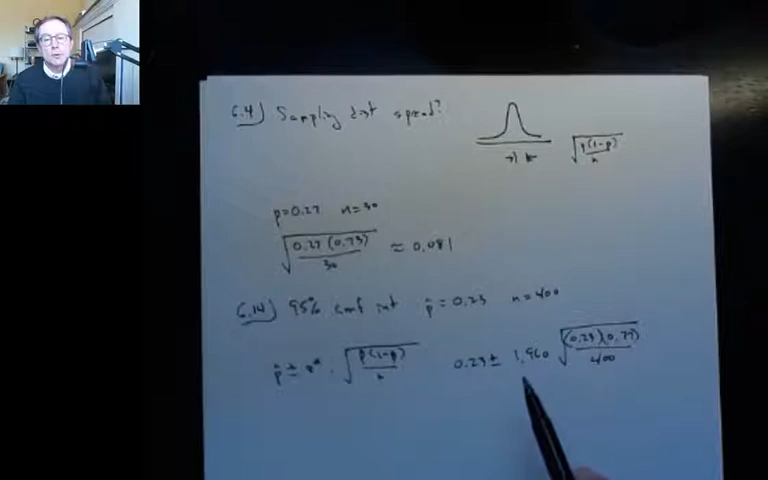 6.4) Sampling dist spread?
√(p(1-p)/n)
p=0.27 n=30
√(0.27(0.73)/30) ≈ 0.081
6.14) 95% conf int p̂=0.23 n=400
p̂ ± z* · √(p(1-p)/n) 0.23± 1.960 √((0.23)(0.77)/400)